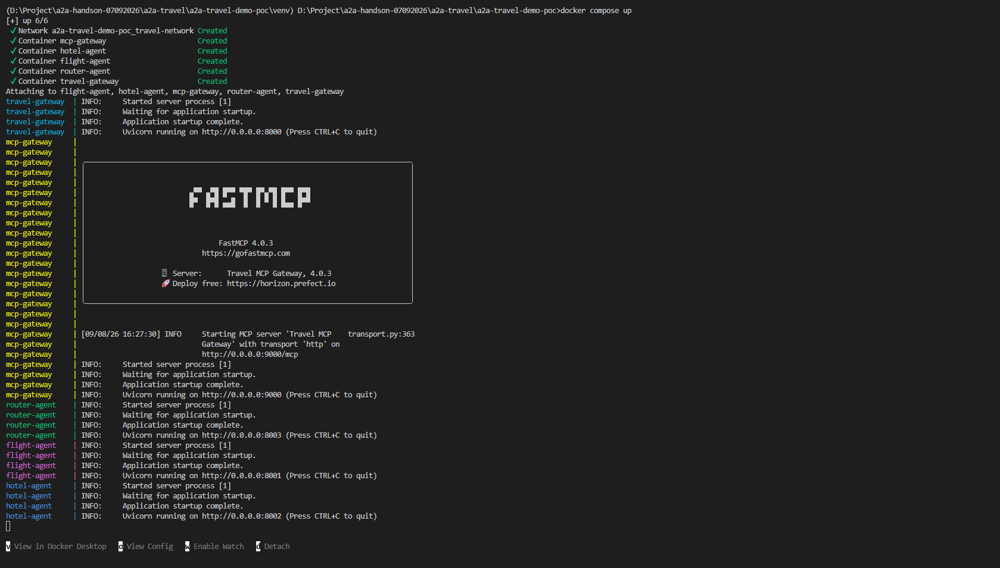 (D:\Project\a2a-handson-07092026\a2a-travel\a2a-travel-demo-poc\venv) D:\Project\a2a-handson-07092026\a2a-travel\a2a-travel-demo-poc>docker compose up
[+] up 6/6
✔ Network a2a-travel-demo-poc_travel-network Created
✔ Container mcp-gateway Created
✔ Container hotel-agent Created
✔ Container flight-agent Created
✔ Container router-agent Created
✔ Container travel-gateway Created
Attaching to flight-agent, hotel-agent, mcp-gateway, router-agent, travel-gateway
travel-gateway | INFO: Started server process [1]
travel-gateway | INFO: Waiting for application startup.
travel-gateway | INFO: Application startup complete.
travel-gateway | INFO: Uvicorn running on http://0.0.0.0:8000 (Press CTRL+C to quit)
mcp-gateway |
mcp-gateway |
mcp-gateway |
mcp-gateway |
mcp-gateway |
mcp-gateway | FASTMCP
mcp-gateway |
mcp-gateway |
mcp-gateway |
mcp-gateway |
mcp-gateway | FastMCP 4.0.3
mcp-gateway | https://gofastmcp.com
mcp-gateway |
mcp-gateway | Server: Travel MCP Gateway, 4.0.3
mcp-gateway | 🚀 Deploy free: https://horizon.prefect.io
mcp-gateway |
mcp-gateway |
mcp-gateway |
mcp-gateway |
mcp-gateway | [09/08/26 16:27:30] INFO Starting MCP server 'Travel MCP transport.py:363
mcp-gateway | Gateway' with transport 'http' on
mcp-gateway | http://0.0.0.0:9000/mcp
mcp-gateway | INFO: Started server process [1]
mcp-gateway | INFO: Waiting for application startup.
mcp-gateway | INFO: Application startup complete.
mcp-gateway | INFO: Uvicorn running on http://0.0.0.0:9000 (Press CTRL+C to quit)
router-agent | INFO: Started server process [1]
router-agent | INFO: Waiting for application startup.
router-agent | INFO: Application startup complete.
router-agent | INFO: Uvicorn running on http://0.0.0.0:8003 (Press CTRL+C to quit)
flight-agent | INFO: Started server process [1]
flight-agent | INFO: Waiting for application startup.
flight-agent | INFO: Application startup complete.
flight-agent | INFO: Uvicorn running on http://0.0.0.0:8001 (Press CTRL+C to quit)
hotel-agent | INFO: Started server process [1]
hotel-agent | INFO: Waiting for application startup.
hotel-agent | INFO: Application startup complete.
hotel-agent | INFO: Uvicorn running on http://0.0.0.0:8002 (Press CTRL+C to quit)
v View in Docker Desktop o View Config w Enable Watch d Detach